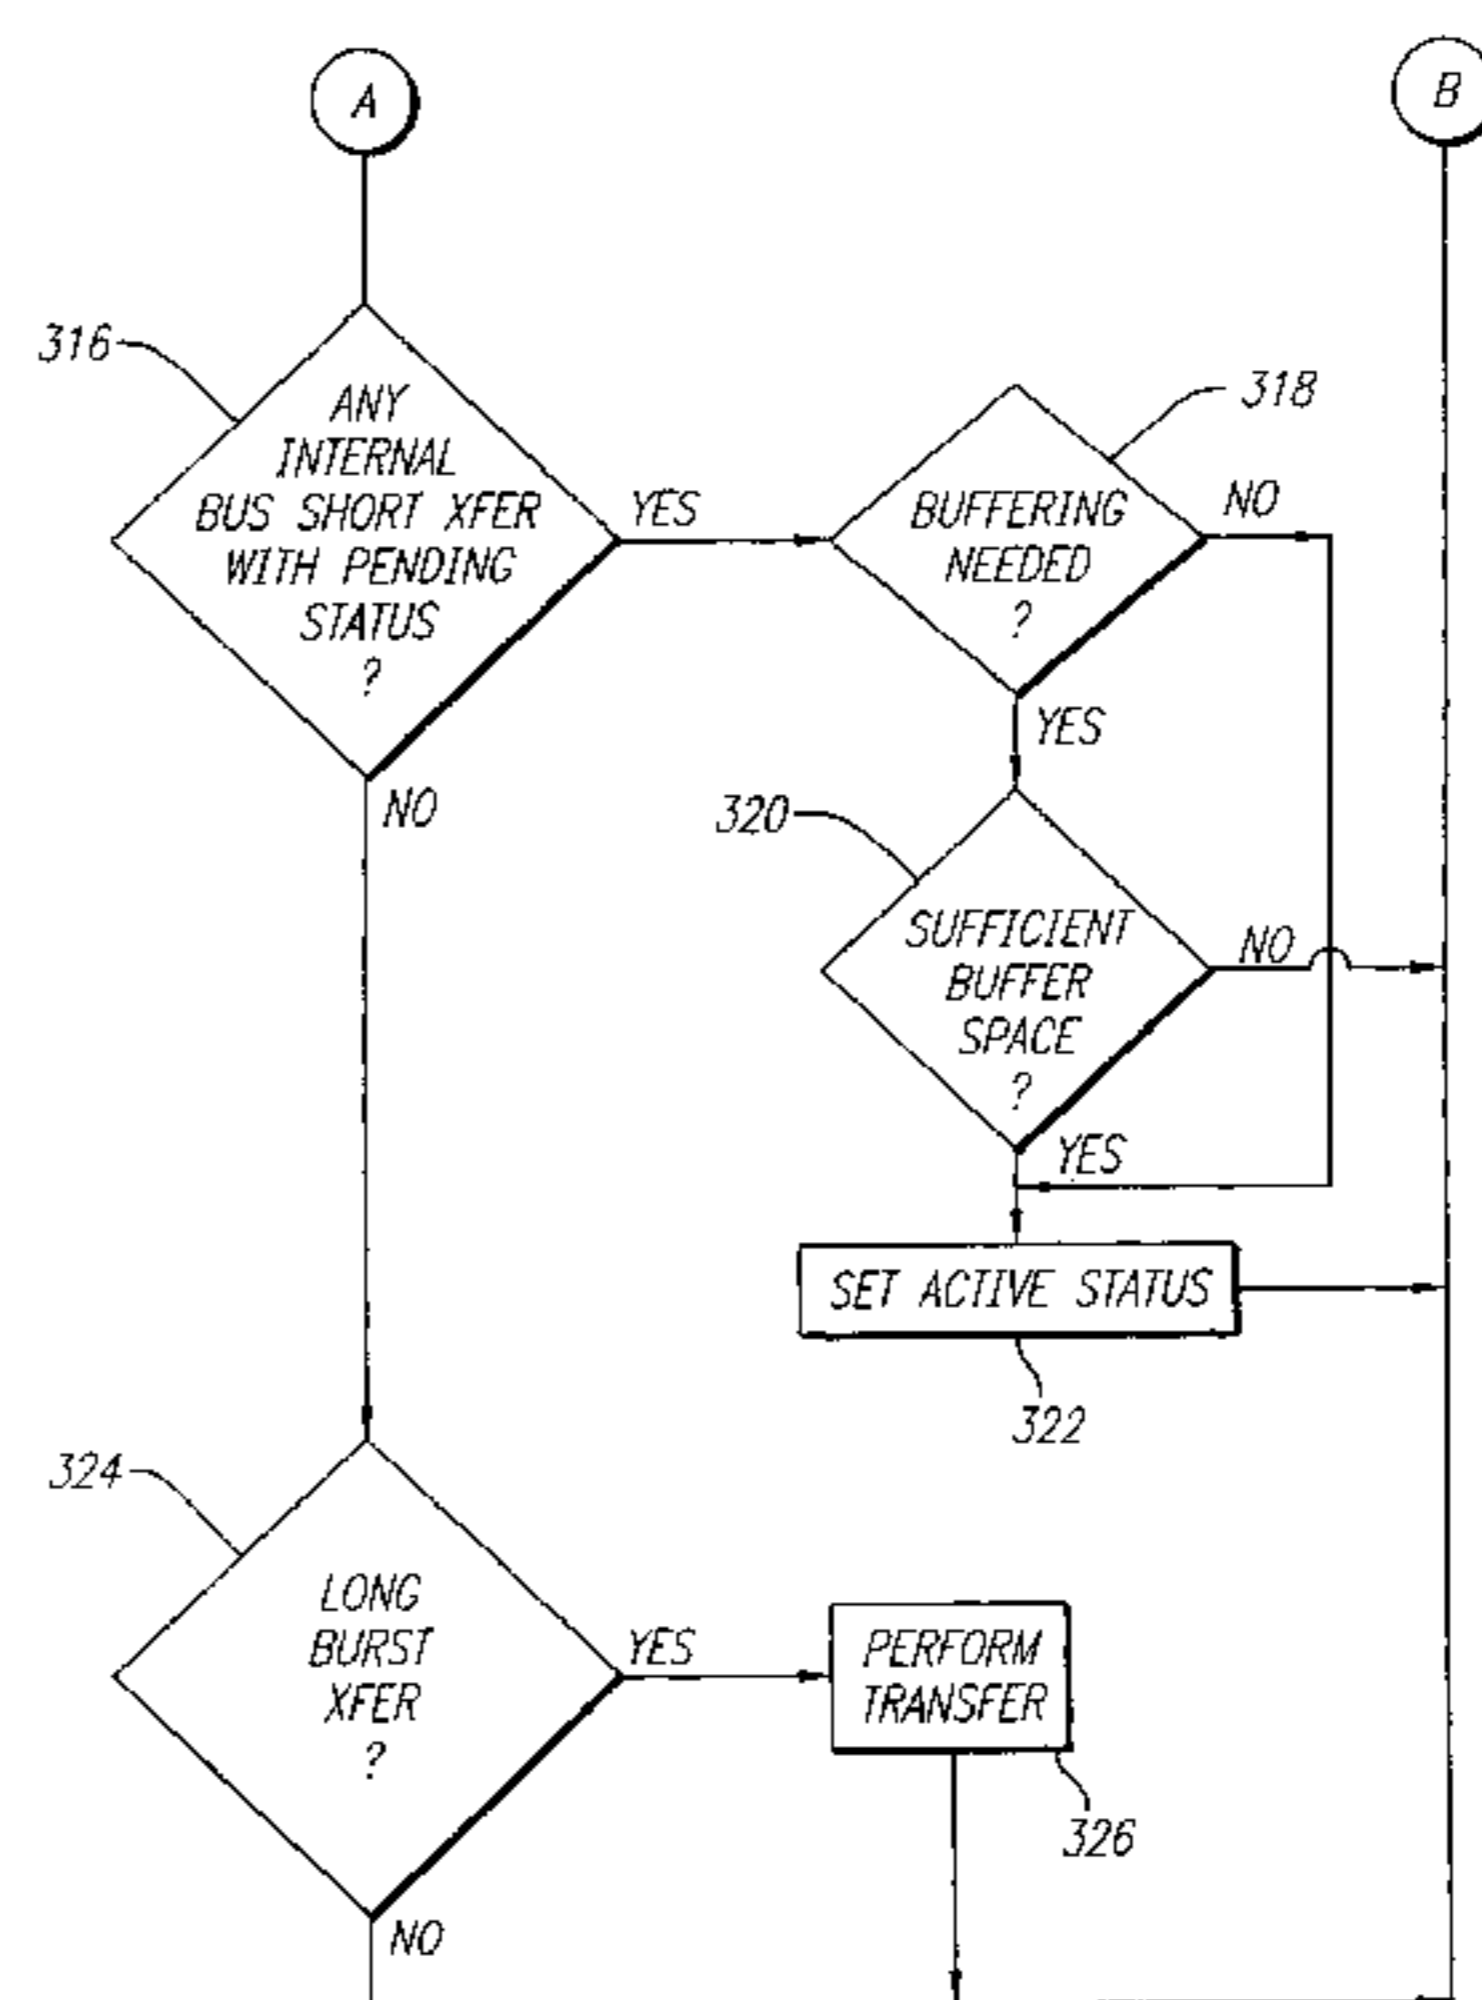 A
B
316
ANY
INTERNAL
BUS SHORT XFER
WITH PENDING
STATUS
?
YES
NO
318
BUFFERING
NEEDED
?
NO
YES
320
SUFFICIENT
BUFFER
SPACE
?
NO
YES
SET ACTIVE STATUS
322
324
LONG
BURST
XFER
?
YES
NO
PERFORM
TRANSFER
326